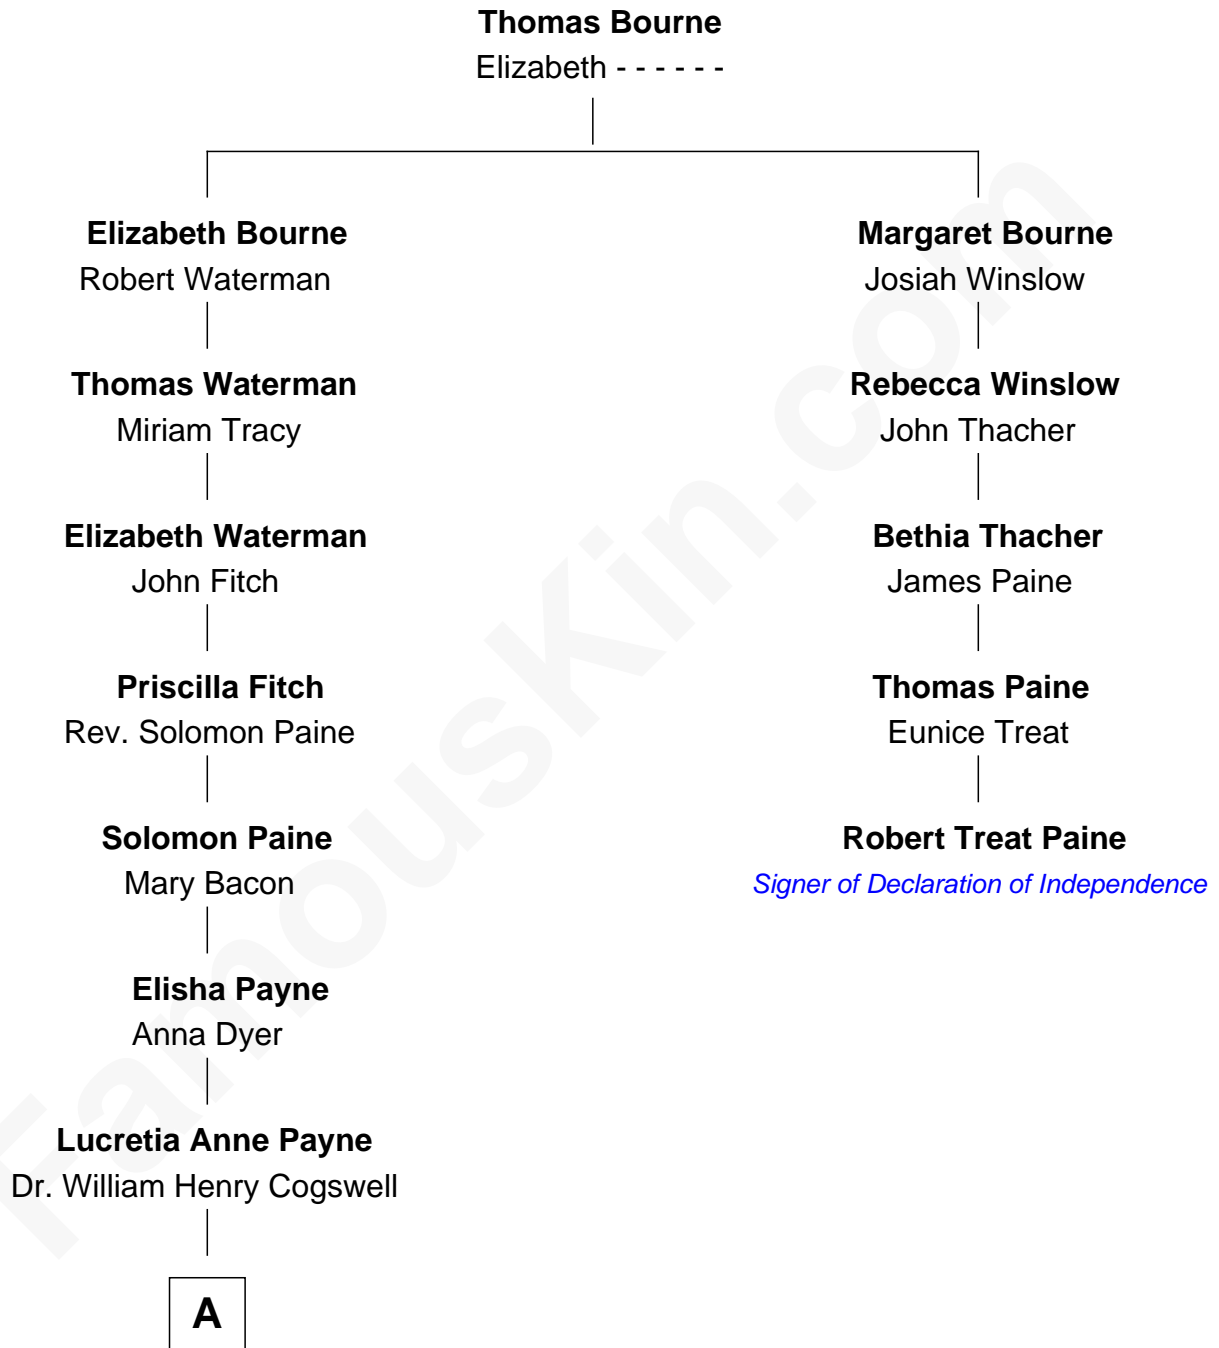 Thomas Bourne
Elizabeth - - - - - -
Elizabeth Bourne
Robert Waterman
Margaret Bourne
Josiah Winslow
Thomas Waterman
Miriam Tracy
Rebecca Winslow
John Thacher
Elizabeth Waterman
John Fitch
Bethia Thacher
James Paine
Priscilla Fitch
Rev. Solomon Paine
Thomas Paine
Eunice Treat
Solomon Paine
Mary Bacon
Robert Treat Paine
Signer of Declaration of Independence
Elisha Payne
Anna Dyer
Lucretia Anne Payne
Dr. William Henry Cogswell
A
FamousKin.com